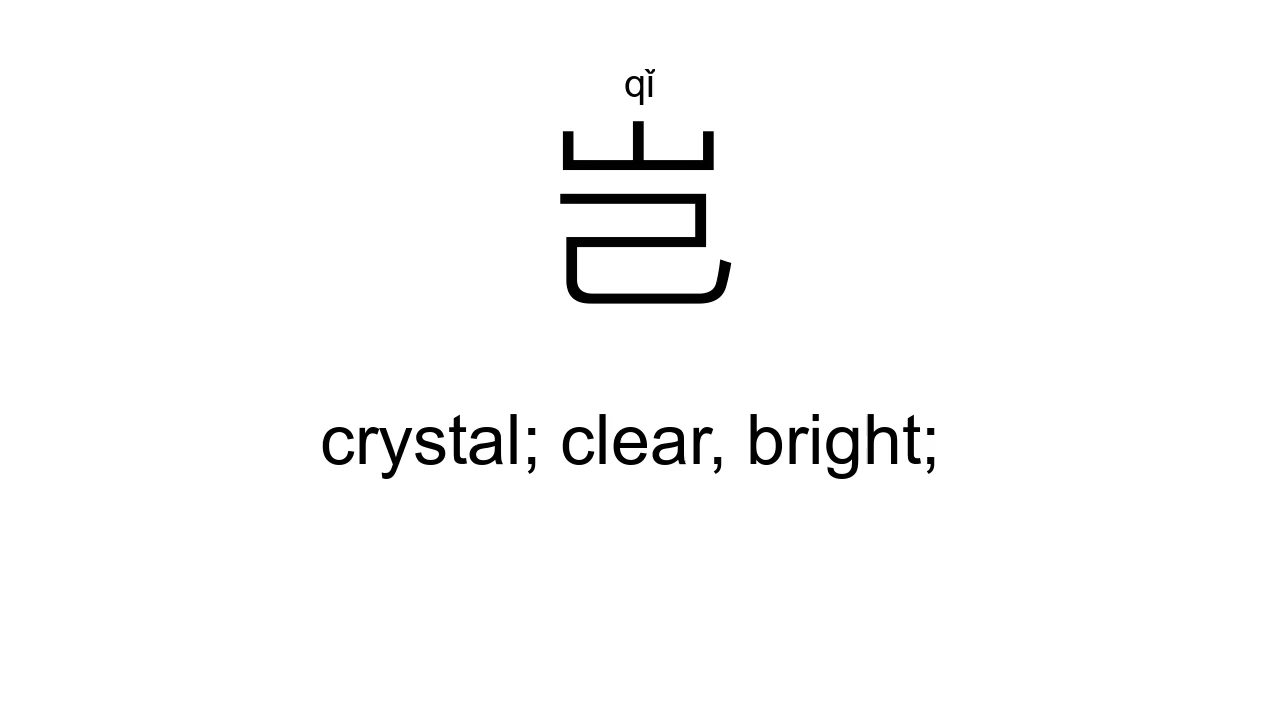 qǐ
岂
crystal; clear, bright;